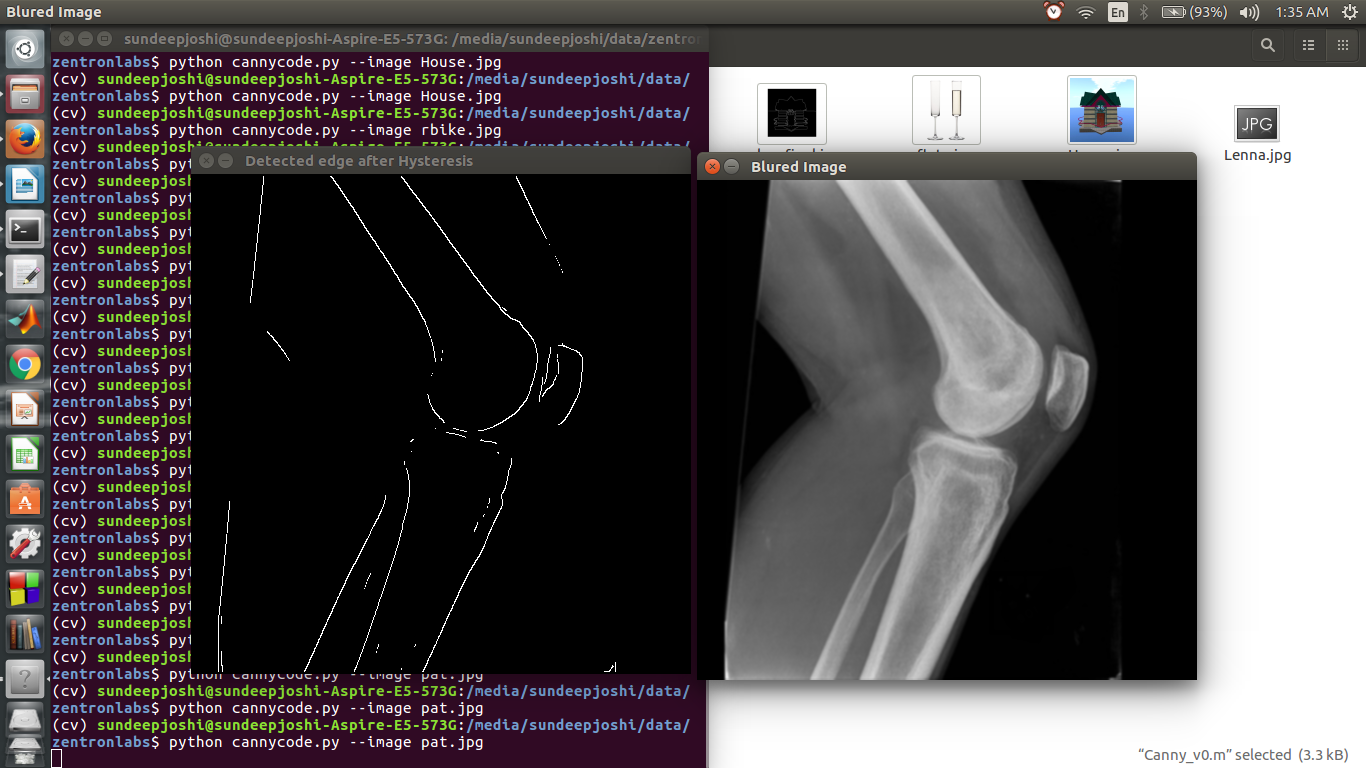 Blured Image En (93%) 1:35 AM
sundeepjoshi@sundeepjoshi-Aspire-E5-573G: /media/sundeepjoshi/data/zentro
zentronlabs$ python cannycode.py --image House.jpg
(cv) sundeepjoshi@sundeepjoshi-Aspire-E5-573G:/media/sundeepjoshi/data/
zentronlabs$ python cannycode.py --image House.jpg
(cv) sundeepjoshi@sundeepjoshi-Aspire-E5-573G:/media/sundeepjoshi/data/
zentronlabs$ python cannycode.py --image rbike.jpg
(cv) sundeepjoshi@sundeepjoshi-Aspire-E5-573G:/media/sundeepjoshi/data/
zentronlabs$ pyt
(cv) sundeepjosh
zentronlabs$ pyt
(cv) sundeepjosh
zentronlabs$ pyt
(cv) sundeepjosh
zentronlabs$ pyt
(cv) sundeepjosh
zentronlabs$ pyt
(cv) sundeepjosh
zentronlabs$ pyt
(cv) sundeepjosh
zentronlabs$ pyt
(cv) sundeepjosh
zentronlabs$ pyt
(cv) sundeepjosh
zentronlabs$ pyt
(cv) sundeepjosh
zentronlabs$ pyt
(cv) sundeepjosh
zentronlabs$ pyt
(cv) sundeepjosh
zentronlabs$ pyt
(cv) sundeepjosh
zentronlabs$ pyt
(cv) sundeepjosh
zentronlabs$ pyt
(cv) sundeepjosh
zentronlabs$ pyt
(cv) sundeepjosh
zentronlabs$ python cannycode.py --image pat.jpg
(cv) sundeepjoshi@sundeepjoshi-Aspire-E5-573G:/media/sundeepjoshi/data/
zentronlabs$ python cannycode.py --image pat.jpg
(cv) sundeepjoshi@sundeepjoshi-Aspire-E5-573G:/media/sundeepjoshi/data/
zentronlabs$ python cannycode.py --image pat.jpg
Detected edge after Hysteresis
Blured Image
JPG
Lenna.jpg
“Canny_v0.m” selected (3.3 kB)